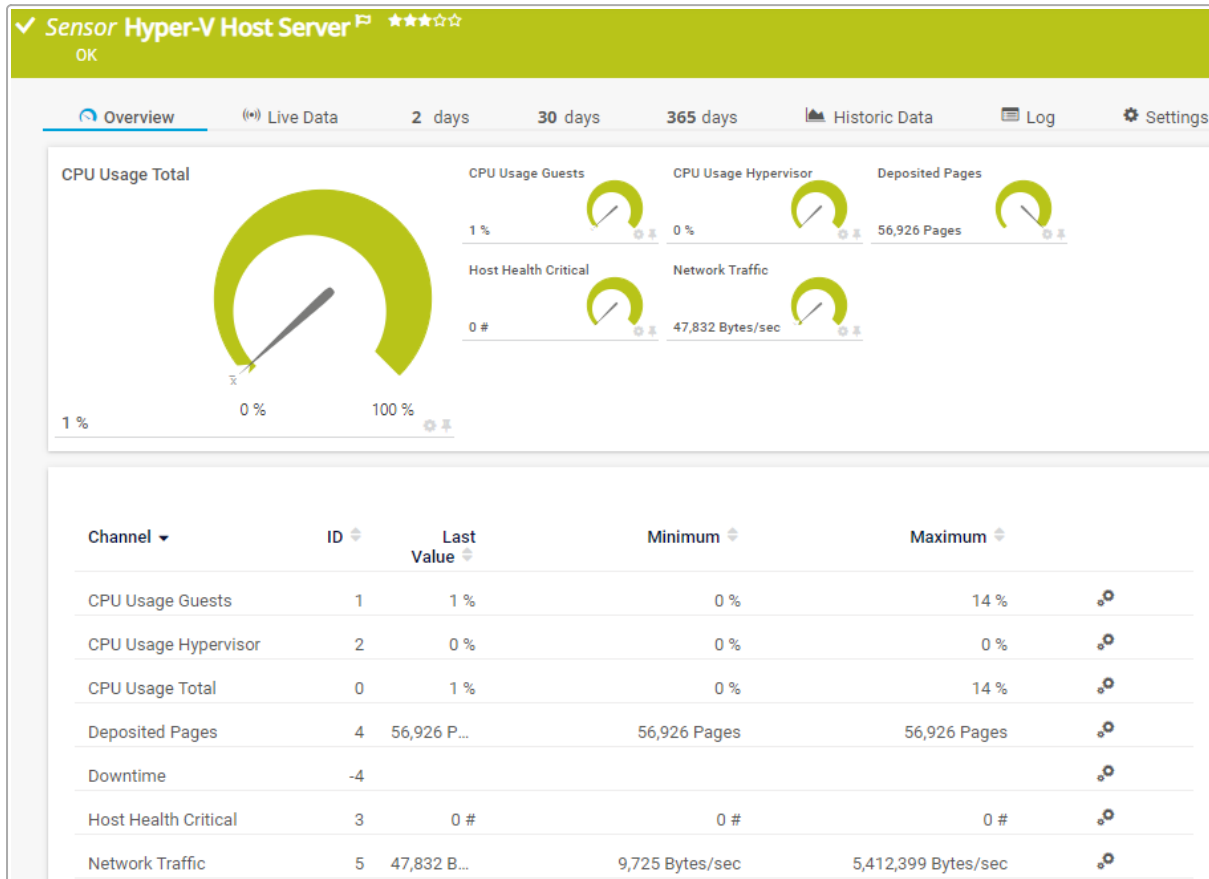 Sensor Hyper-V Host Server
OK
Overview
Live Data
2 days
30 days
365 days
Historic Data
Log
Settings
CPU Usage Total
x
0 %
100 %
1 %
CPU Usage Guests
1 %
CPU Usage Hypervisor
0 %
Deposited Pages
56,926 Pages
Host Health Critical
0 #
Network Traffic
47,832 Bytes/sec
Channel ID Last Value Minimum Maximum
CPU Usage Guests 1 1 % 0 % 14 %
CPU Usage Hypervisor 2 0 % 0 % 0 %
CPU Usage Total 0 1 % 0 % 14 %
Deposited Pages 4 56,926 P... 56,926 Pages 56,926 Pages
Downtime -4
Host Health Critical 3 0 # 0 # 0 #
Network Traffic 5 47,832 B... 9,725 Bytes/sec 5,412,399 Bytes/sec